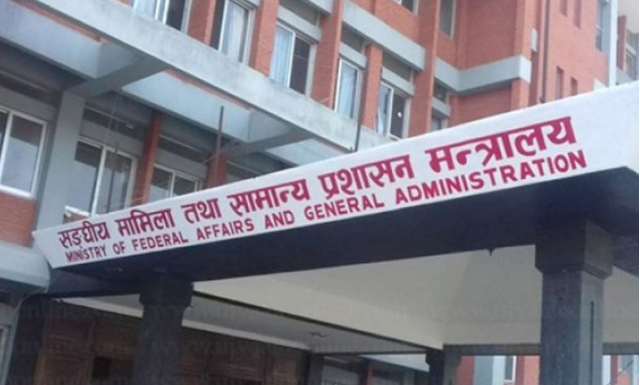 सङ्घीय मामिला तथा सामान्य प्रशासन मन्त्रालय
MINISTRY OF FEDERAL AFFAIRS AND GENERAL ADMINISTRATION